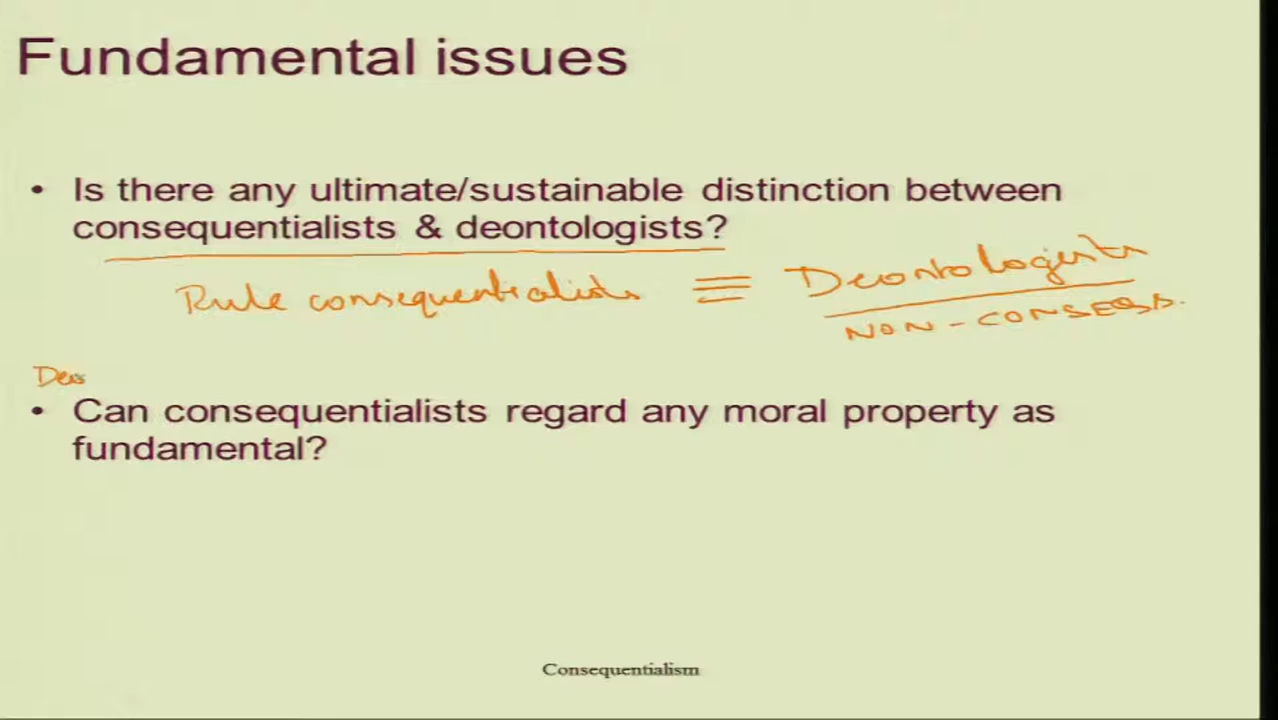 Fundamental issues
• Is there any ultimate/sustainable distinction between
consequentialists & deontologists?
Rule consequentialists ≡ Deontologists
NON-CONSEQS.
Deo
• Can consequentialists regard any moral property as
fundamental?
Consequentialism